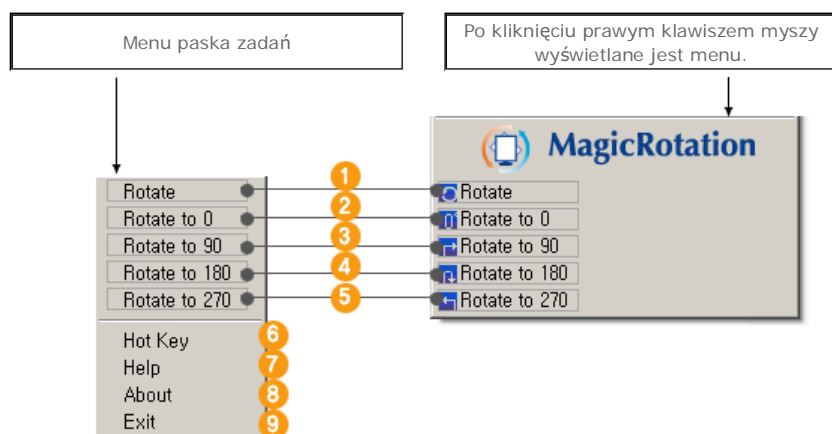 Menu paska zadań
Po kliknięciu prawym klawiszem myszy
wyświetlane jest menu.
MagicRotation
Rotate
1
Rotate
Rotate to 0
2
Rotate to 0
Rotate to 90
3
Rotate to 90
Rotate to 180
4
Rotate to 180
Rotate to 270
5
Rotate to 270
Hot Key
6
Help
7
About
8
Exit
9